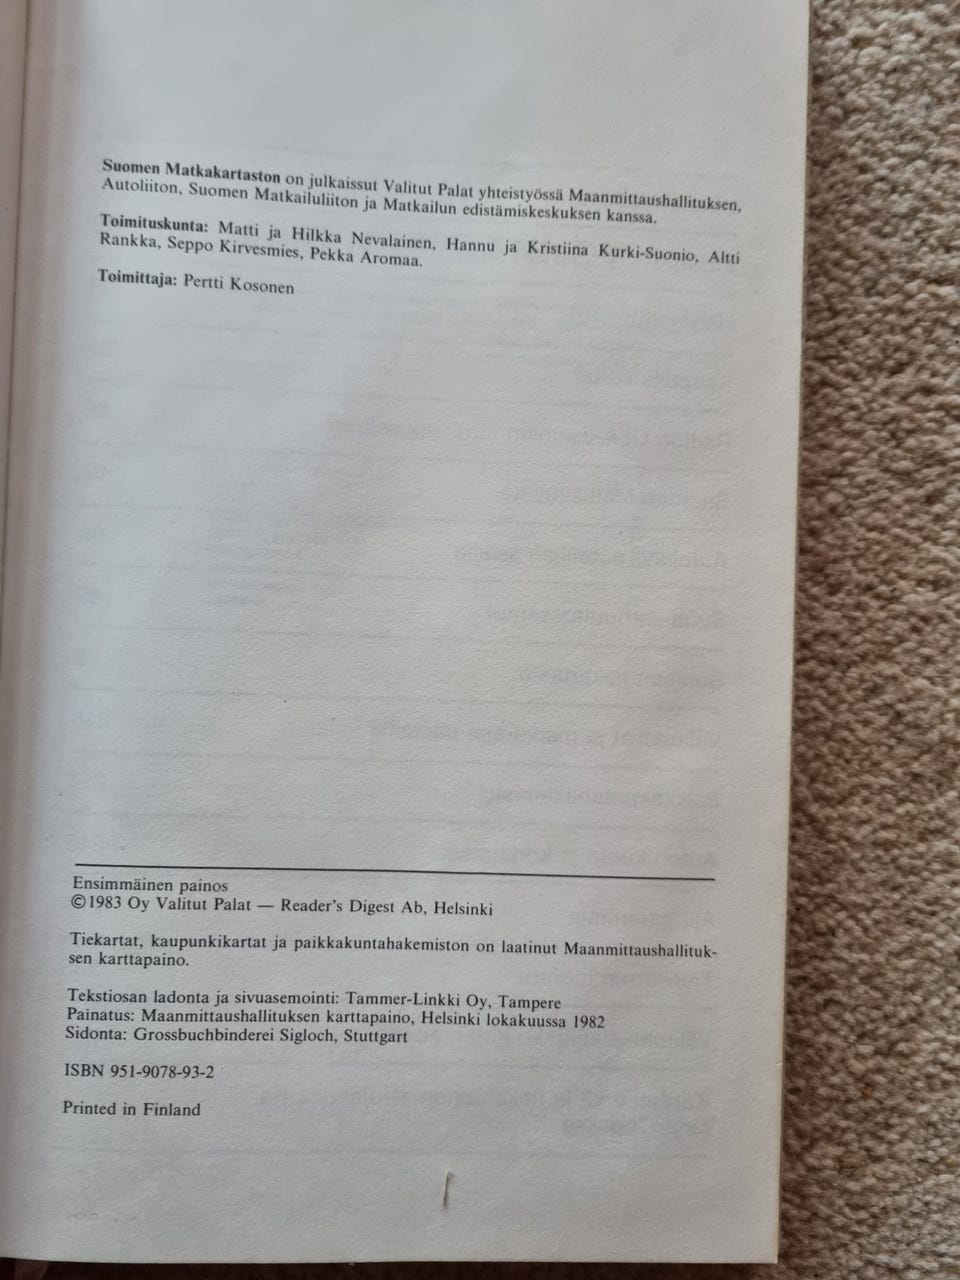 Suomen Matkakartaston on julkaissut Valitut Palat yhteistyössä Maanmittaushallituksen,
Autoliiton, Suomen Matkailuliiton ja Matkailun edistämiskeskuksen kanssa.
Toimituskunta: Matti ja Hilkka Nevalainen, Hannu ja Kristiina Kurki-Suonio, Altti
Rankka, Seppo Kirvesmies, Pekka Aromaa.
Toimittaja: Pertti Kosonen
Ensimmäinen painos
©1983 Oy Valitut Palat — Reader's Digest Ab, Helsinki
Tiekartat, kaupunkikartat ja paikkakuntahakemiston on laatinut Maanmittaushallituk-
sen karttapaino.
Tekstiosan ladonta ja sivuasemointi: Tammer-Linkki Oy, Tampere
Painatus: Maanmittaushallituksen karttapaino, Helsinki lokakuussa 1982
Sidonta: Grossbuchbinderei Sigloch, Stuttgart
ISBN 951-9078-93-2
Printed in Finland